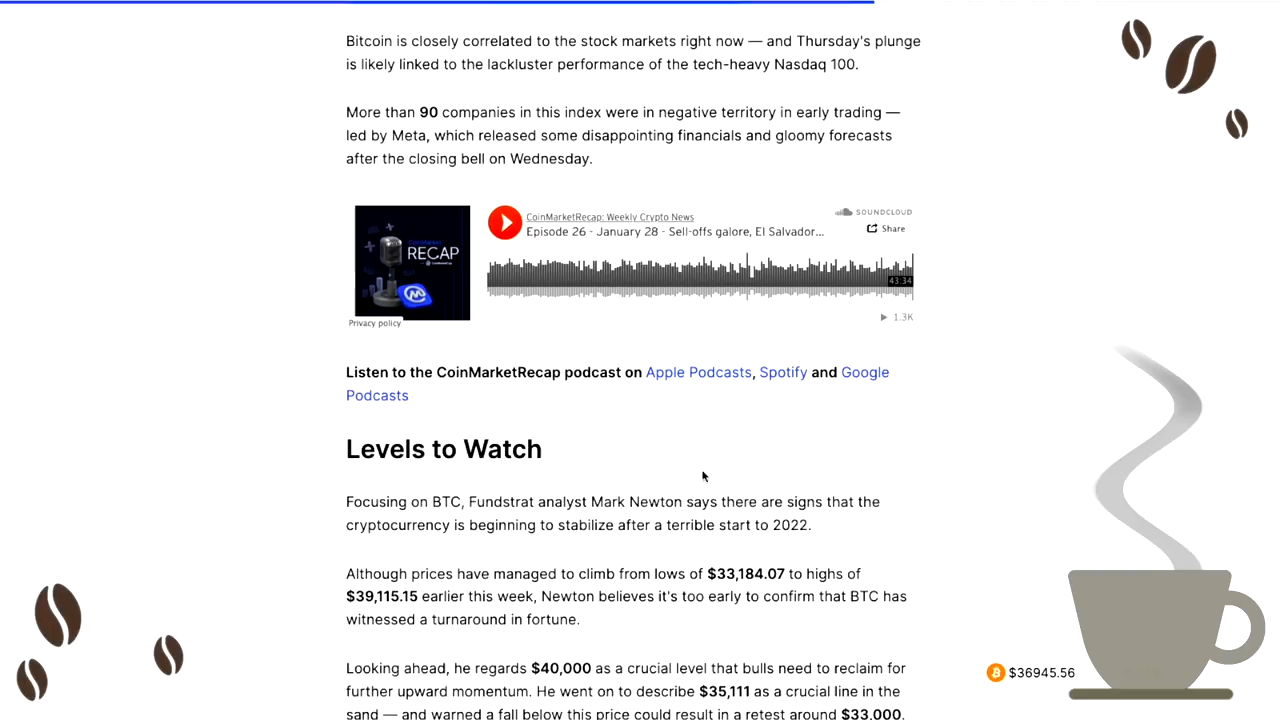 Bitcoin is closely correlated to the stock markets right now — and Thursday's plunge
is likely linked to the lackluster performance of the tech-heavy Nasdaq 100.
More than 90 companies in this index were in negative territory in early trading —
led by Meta, which released some disappointing financials and gloomy forecasts
after the closing bell on Wednesday.
CoinMarket
RECAP
CoinMarketCap
Privacy policy
CoinMarketRecap: Weekly Crypto News
Episode 26 - January 28 - Sell-offs galore, El Salvador...
SOUNDCLOUD
Share
43:34
1.3K
Listen to the CoinMarketRecap podcast on Apple Podcasts, Spotify and Google
Podcasts
Levels to Watch
Focusing on BTC, Fundstrat analyst Mark Newton says there are signs that the
cryptocurrency is beginning to stabilize after a terrible start to 2022.
Although prices have managed to climb from lows of $33,184.07 to highs of
$39,115.15 earlier this week, Newton believes it's too early to confirm that BTC has
witnessed a turnaround in fortune.
Looking ahead, he regards $40,000 as a crucial level that bulls need to reclaim for
further upward momentum. He went on to describe $35,111 as a crucial line in the
sand — and warned a fall below this price could result in a retest around $33,000.
$36945.56